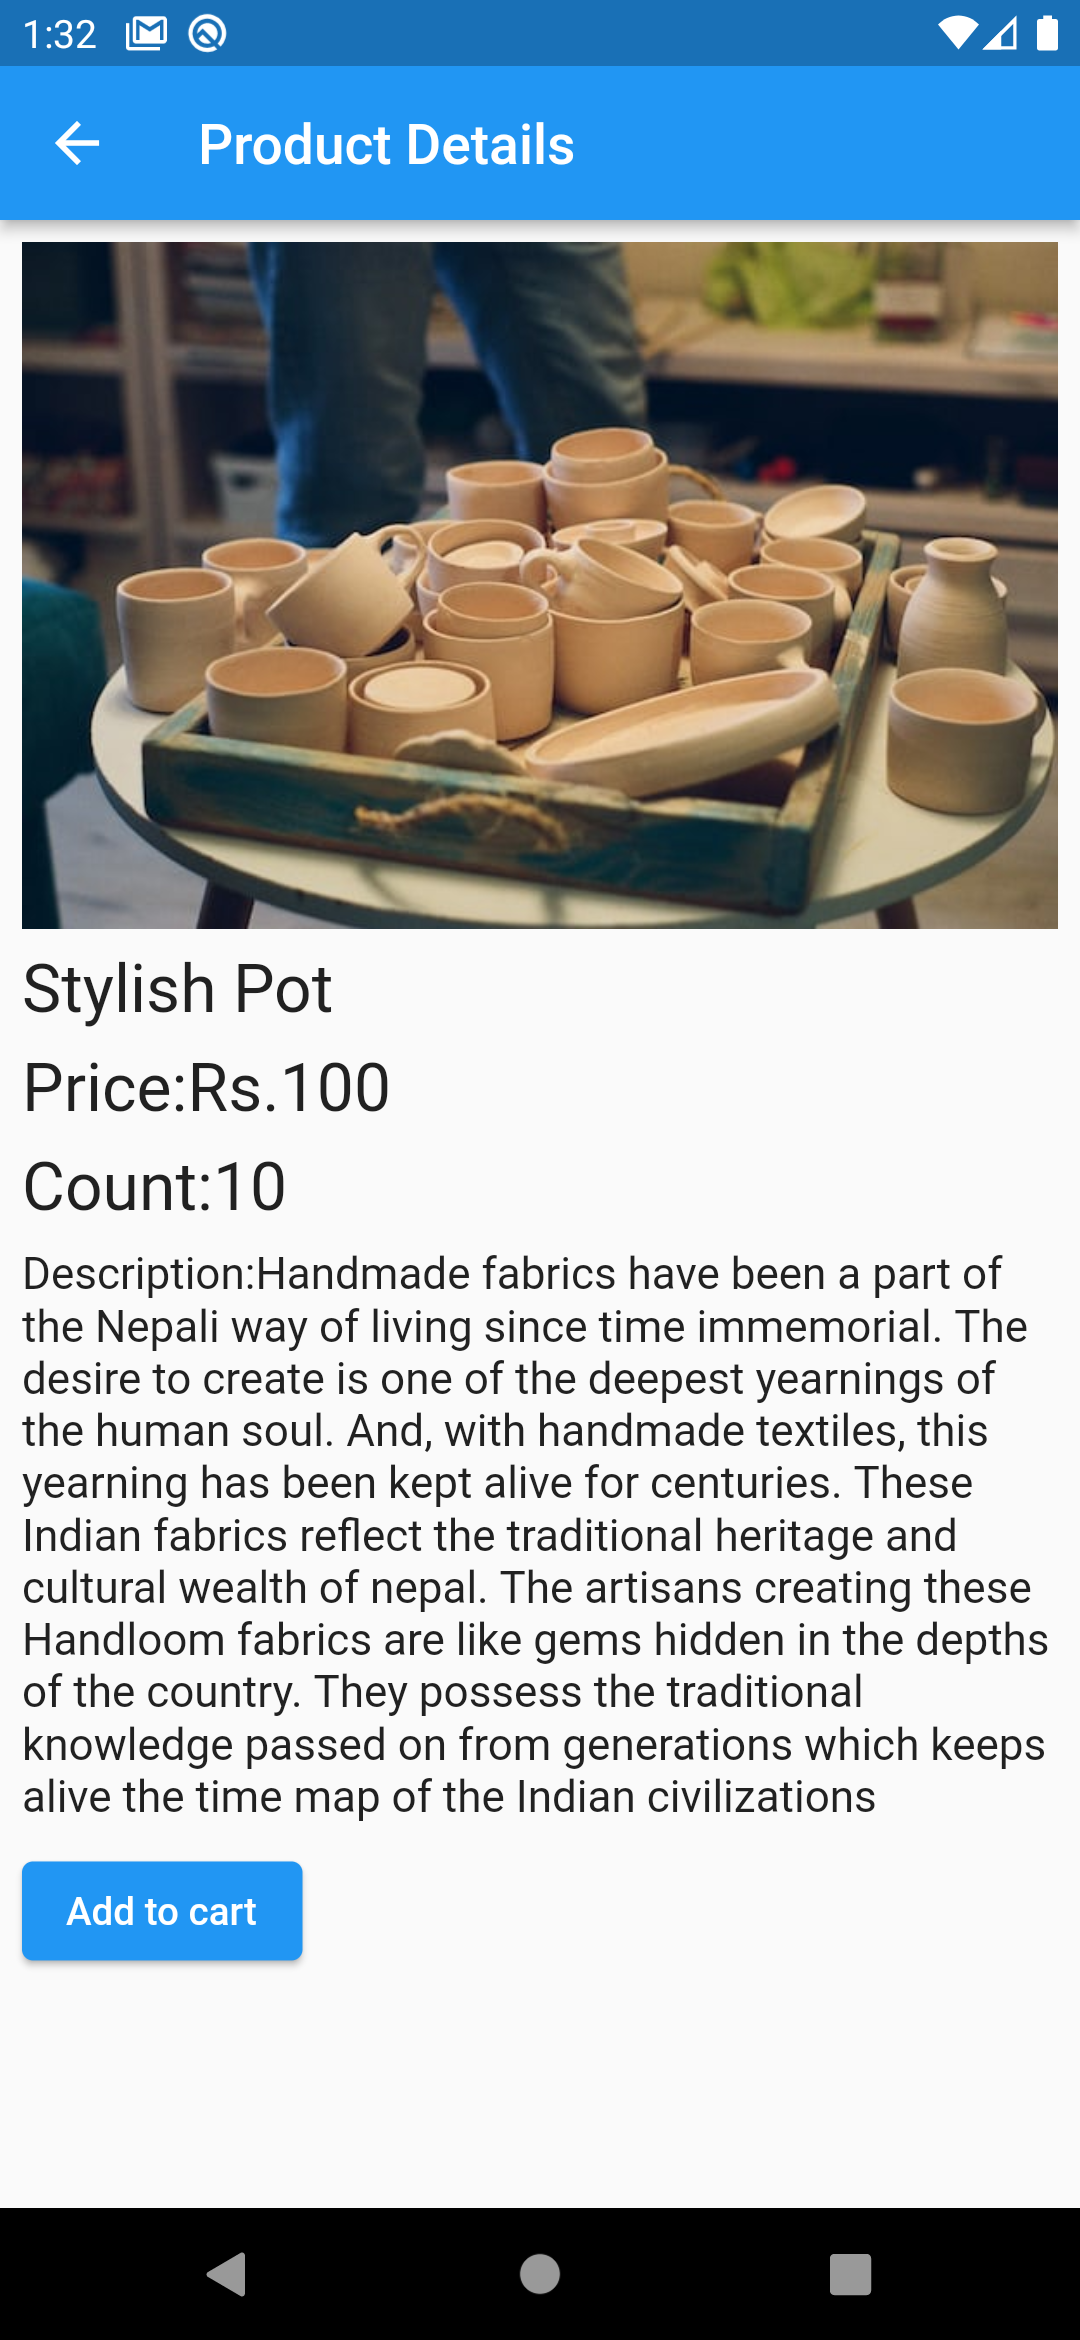 1:32
Product Details
Stylish Pot
Price:Rs.100
Count:10
Description:Handmade fabrics have been a part of
the Nepali way of living since time immemorial. The
desire to create is one of the deepest yearnings of
the human soul. And, with handmade textiles, this
yearning has been kept alive for centuries. These
Indian fabrics reflect the traditional heritage and
cultural wealth of nepal. The artisans creating these
Handloom fabrics are like gems hidden in the depths
of the country. They possess the traditional
knowledge passed on from generations which keeps
alive the time map of the Indian civilizations
Add to cart